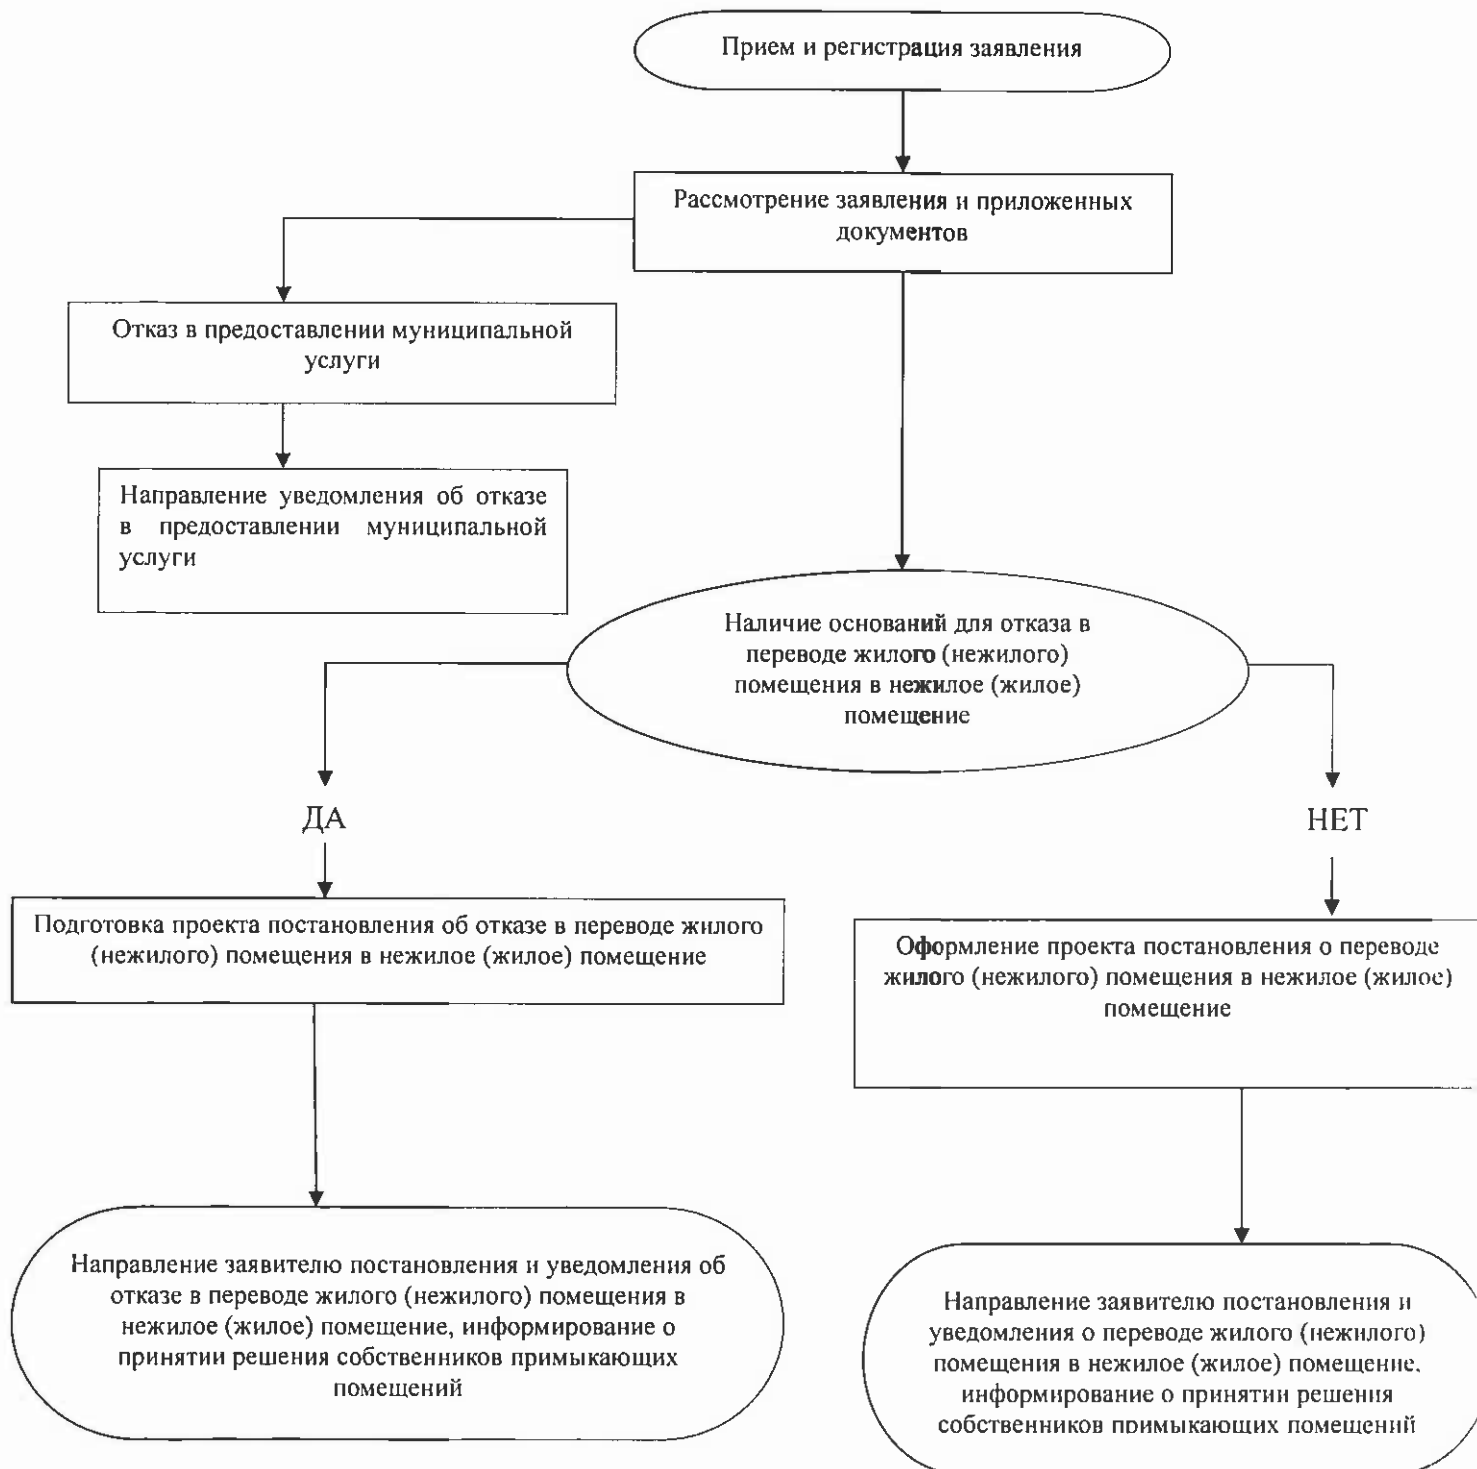 Прием и регистрация заявления
Рассмотрение заявления и приложенных
документов
Отказ в предоставлении муниципальной
услуги
Направление уведомления об отказе
в предоставлении муниципальной
услуги
Наличие оснований для отказа в
переводе жилого (нежилого)
помещения в нежилое (жилое)
помещение
ДА
НЕТ
Подготовка проекта постановления об отказе в переводе жилого
(нежилого) помещения в нежилое (жилое) помещение
Оформление проекта постановления о переводе
жилого (нежилого) помещения в нежилое (жилое)
помещение
Направление заявителю постановления и уведомления об
отказе в переводе жилого (нежилого) помещения в
нежилое (жилое) помещение, информирование о
принятии решения собственников примыкающих
помещений
Направление заявителю постановления и
уведомления о переводе жилого (нежилого)
помещения в нежилое (жилое) помещение,
информирование о принятии решения
собственников примыкающих помещений